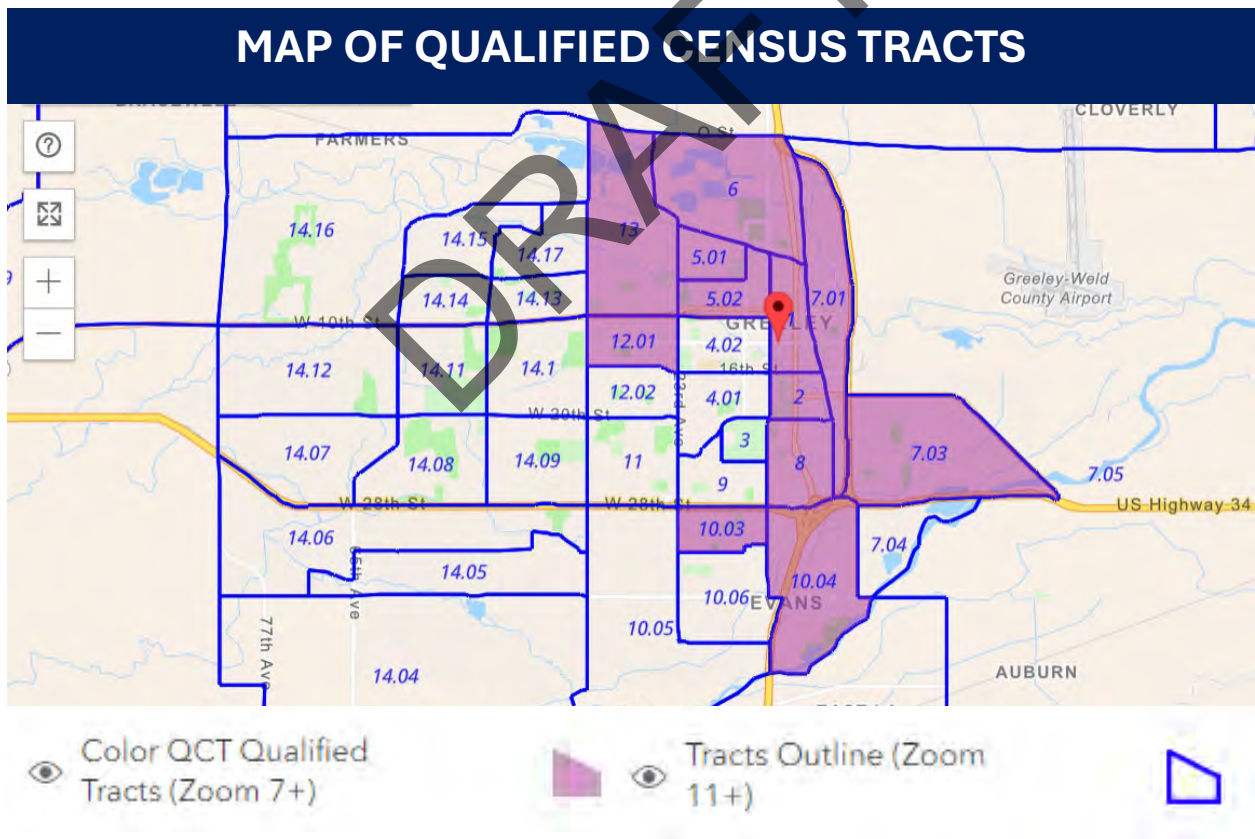 MAP OF QUALIFIED CENSUS TRACTS
DRAFT
CLOVERLY
FARMERS
O St
6
14.16
13
14.15
14.17
5.01
Greeley-Weld
County Airport
14.14
14.13
5.02
7.01
W 10th St
GREELEY
12.01
4.02
14.12
14.11
14.1
16th St
12.02
4.01
2
W 20th St
23rd Ave
3
14.07
14.08
14.09
11
8
7.03
9
7.05
W 28th St
W 28th St
US Highway 34
10.03
14.06
7.04
14.05
65th Ave
10.04
10.06
EVANS
77th Ave
10.05
14.04
AUBURN
Color QCT Qualified
Tracts (Zoom 7+)
Tracts Outline (Zoom
11+)